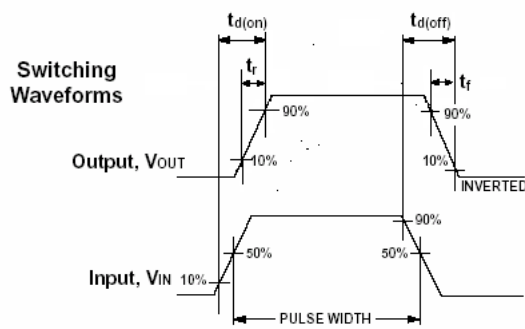 td(on)
td(off)
tr
tf
Switching
Waveforms
90%
90%
Output, VOUT
10%
10%
INVERTED
90%
50%
50%
Input, VIN 10%
PULSE WIDTH